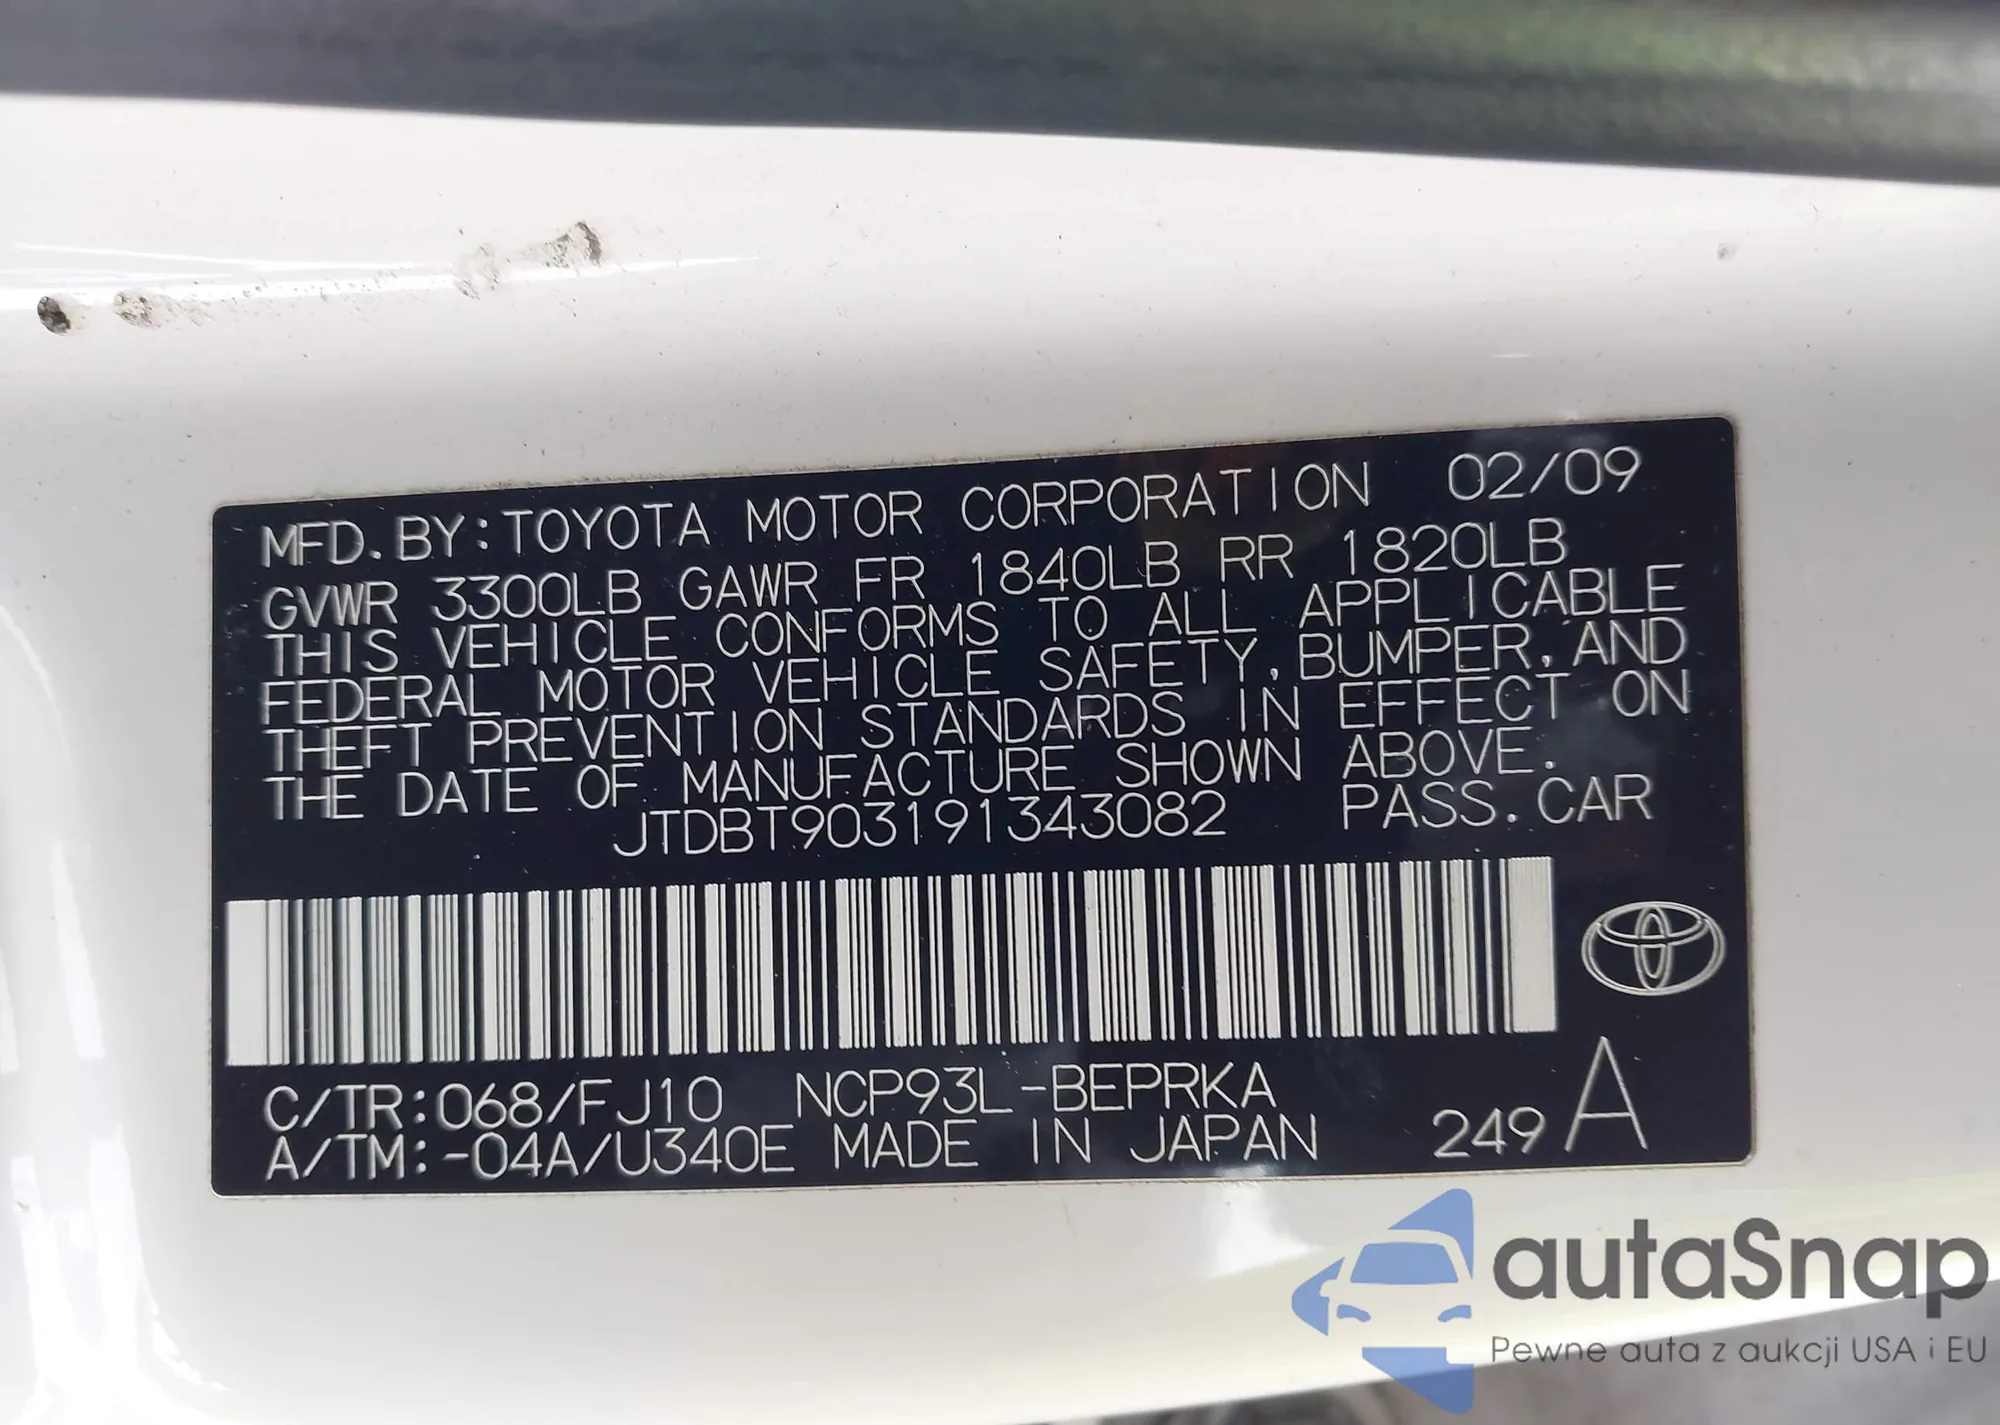 MFD.BY:TOYOTA MOTOR CORPORATION 02/09
GVWR 3300LB GAWR FR 1840LB RR 1820LB
THIS VEHICLE CONFORMS TO ALL APPLICABLE
FEDERAL MOTOR VEHICLE SAFETY,BUMPER,AND
THEFT PREVENTION STANDARDS IN EFFECT ON
THE DATE OF MANUFACTURE SHOWN ABOVE.
JTDBT903191343082 PASS.CAR
C/TR:068/FJ10 NCP93L-BEPRKA
A/TM:-04A/U340E MADE IN JAPAN 249 A
autaSnap
Pewne auta z aukcji USA i EU